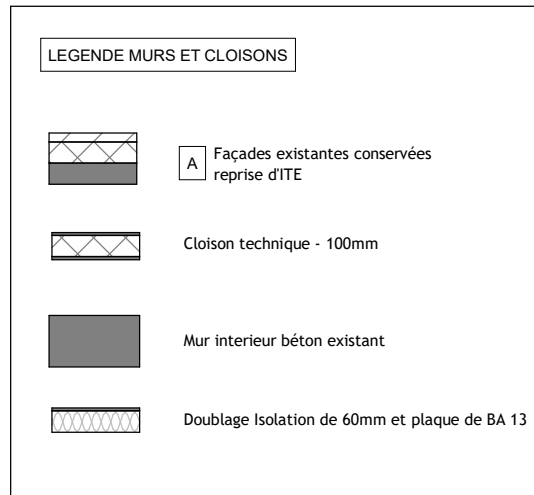 LEGENDE MURS ET CLOISONS
A Façades existantes conservées
reprise d'ITE
Cloison technique - 100mm
Mur interieur béton existant
Doublage Isolation de 60mm et plaque de BA 13